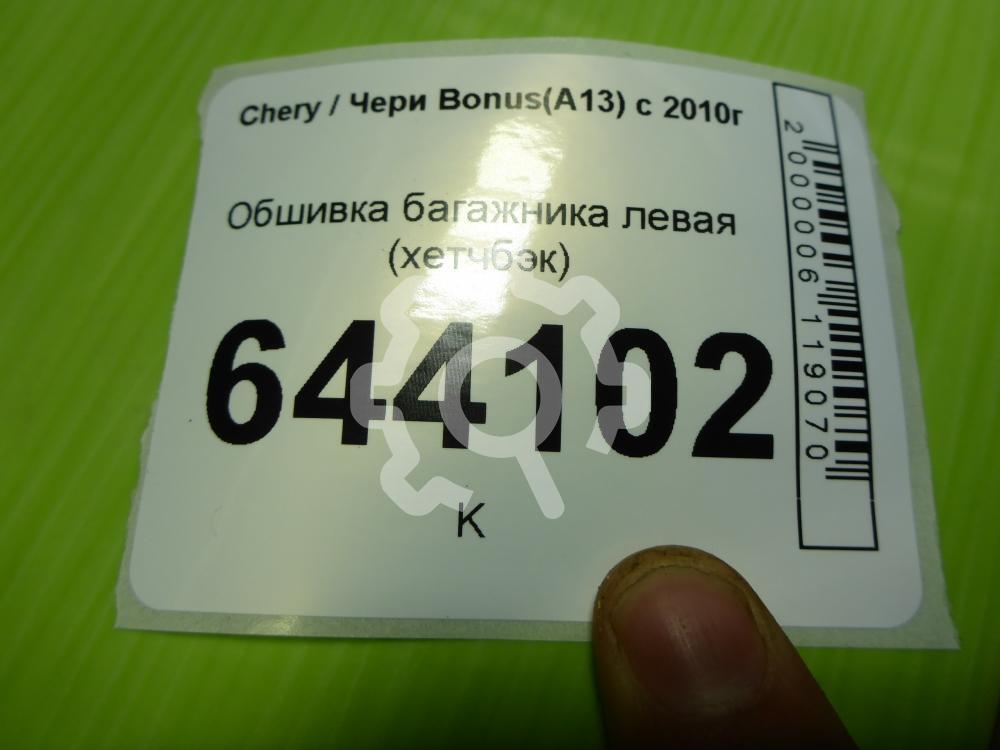 Chery / Чери Bonus(A13) с 2010г
Обшивка багажника левая
(хетчбэк)
644102
К
2000006119070